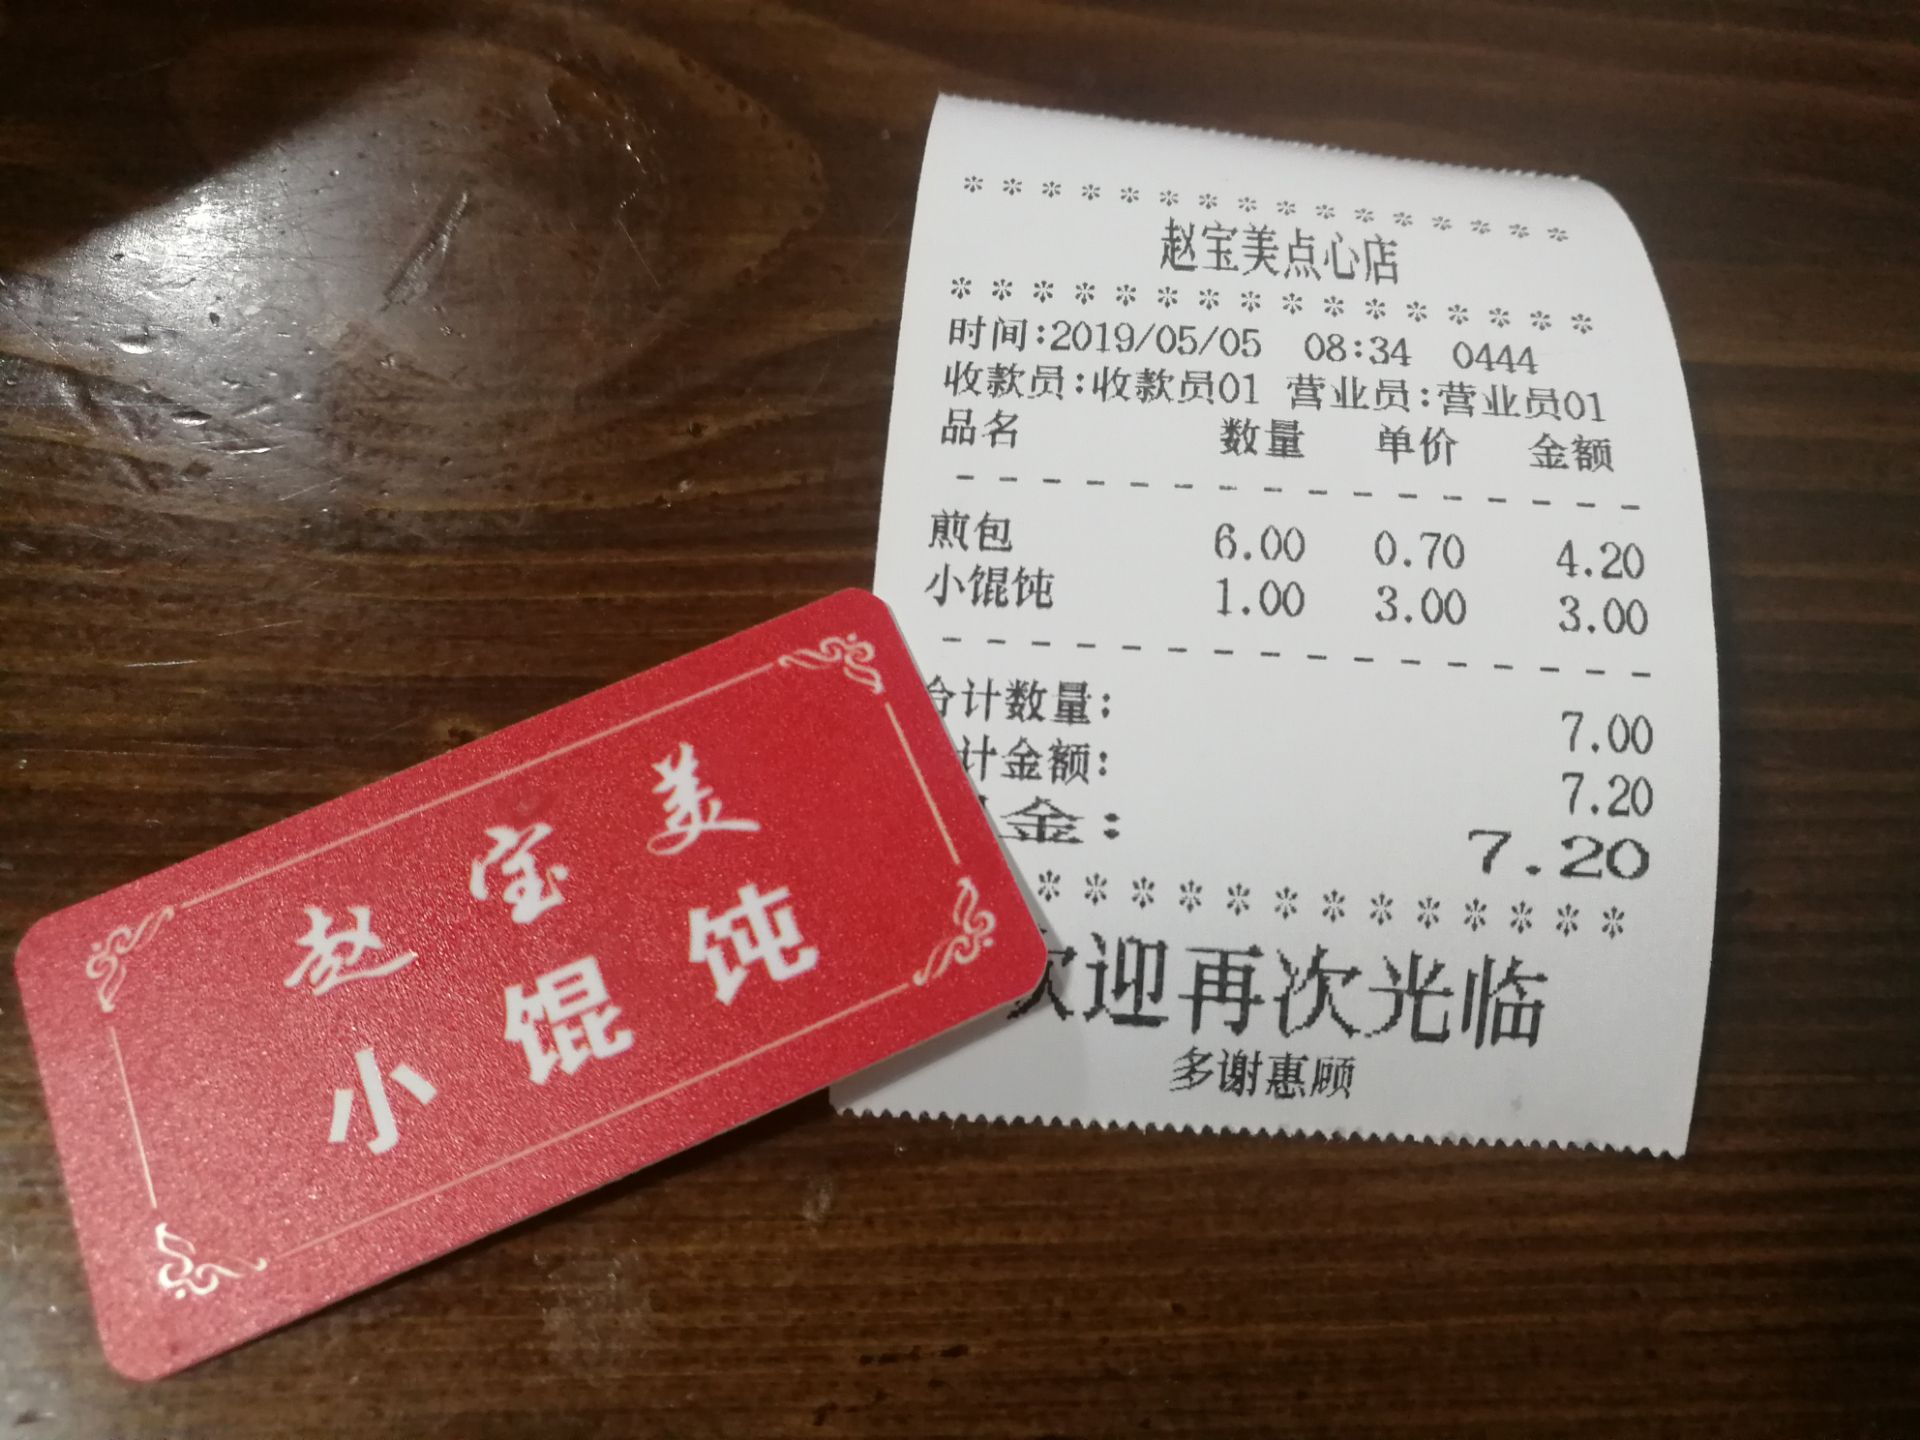 * * * * * * * * * * * * * * * *
赵宝美点心店
* * * * * * * * * * * * * * * *
时间:2019/05/05 08:34 0444
收款员:收款员01 营业员:营业员01
品名 数量 单价 金额
- - - - - - - - - - - - - - - -
煎包 6.00 0.70 4.20
小馄饨 1.00 3.00 3.00
- - - - - - - - - - - - - - - -
合计数量: 7.00
计金额: 7.20
金: 7.20
* * * * * * * * * * * * *
欢迎再次光临
多谢惠顾
赵宝美
小馄饨